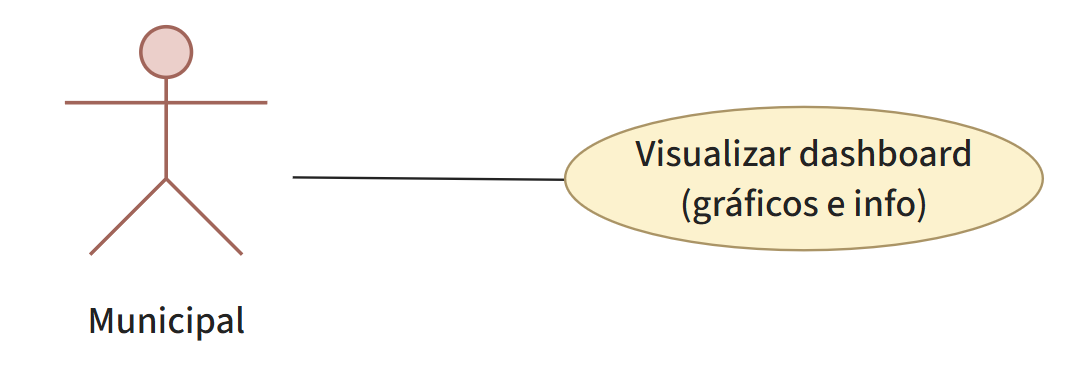 Visualizar dashboard
(gráficos e info)
Municipal